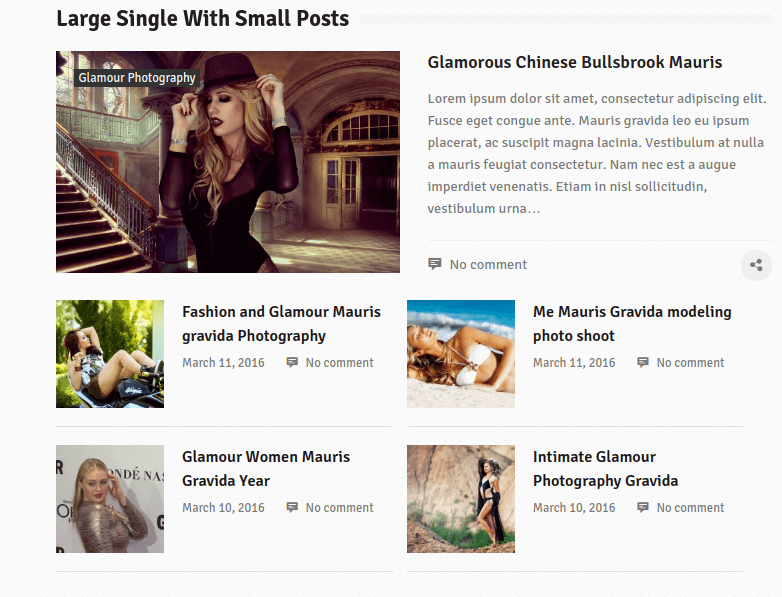 Large Single With Small Posts
Glamour Photography
Glamorous Chinese Bullsbrook Mauris
Lorem ipsum dolor sit amet, consectetur adipiscing elit.
Fusce eget congue ante. Mauris gravida leo eu ipsum
placerat, ac suscipit magna lacinia. Vestibulum at nulla
a mauris feugiat consectetur. Nam nec est a augue
imperdiet venenatis. Etiam in nisl sollicitudin,
vestibulum urna…
No comment
Fashion and Glamour Mauris
gravida Photography
March 11, 2016 No comment
Me Mauris Gravida modeling
photo shoot
March 11, 2016 No comment
Glamour Women Mauris
Gravida Year
March 10, 2016 No comment
Intimate Glamour
Photography Gravida
March 10, 2016 No comment